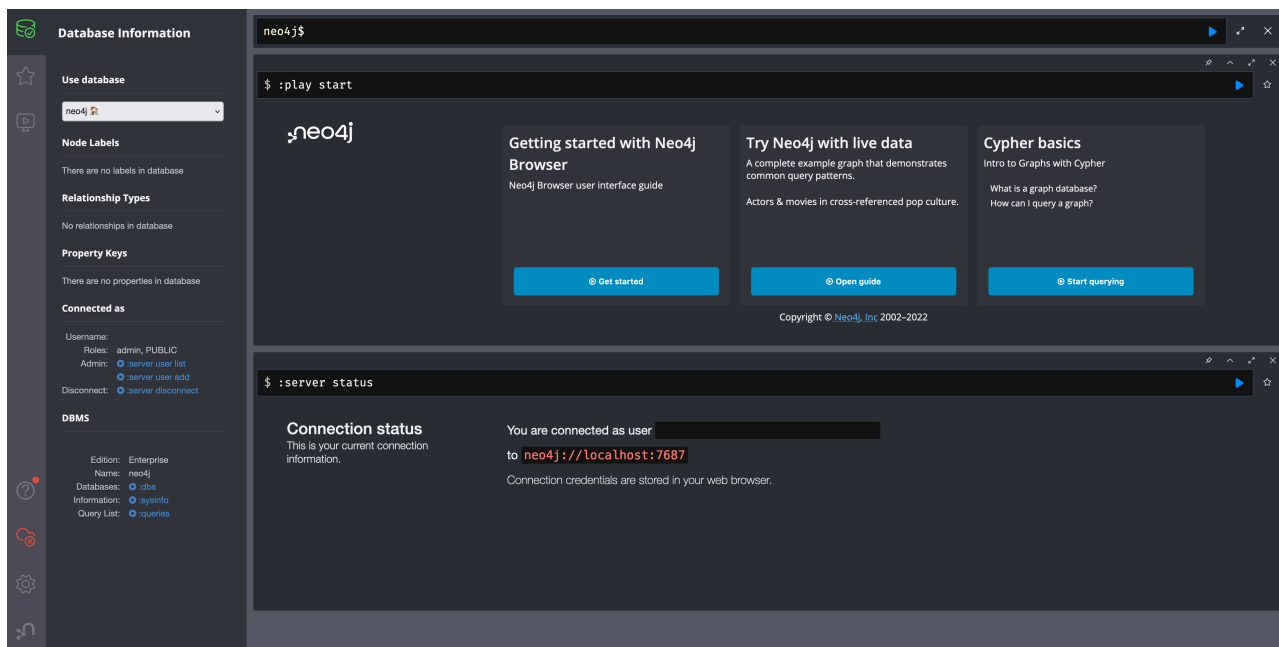 Database Information
Use database
neo4j
Node Labels
There are no labels in database
Relationship Types
No relationships in database
Property Keys
There are no properties in database
Connected as
Username:
Roles: admin, PUBLIC
Admin: :server user list
:server user add
Disconnect: :server disconnect
DBMS
Edition: Enterprise
Name: neo4j
Databases: :dbs
Information: :sysinfo
Query List: :queries
neo4j$
$ :play start
neo4j
Getting started with Neo4j
Browser
Neo4j Browser user interface guide
Get started
Try Neo4j with live data
A complete example graph that demonstrates
common query patterns.
Actors & movies in cross-referenced pop culture.
Open guide
Cypher basics
Intro to Graphs with Cypher
What is a graph database?
How can I query a graph?
Start querying
Copyright © Neo4j, Inc 2002–2022
$ :server status
Connection status
This is your current connection
information.
You are connected as user
to neo4j://localhost:7687
Connection credentials are stored in your web browser.